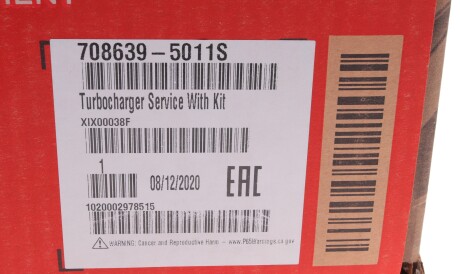 708639-5011S
Turbocharger Service With Kit
XIX00038F
1
08/12/2020
EAC
1020002978515
WARNING: Cancer and Reproductive Harm - www.P65Warnings.ca.gov